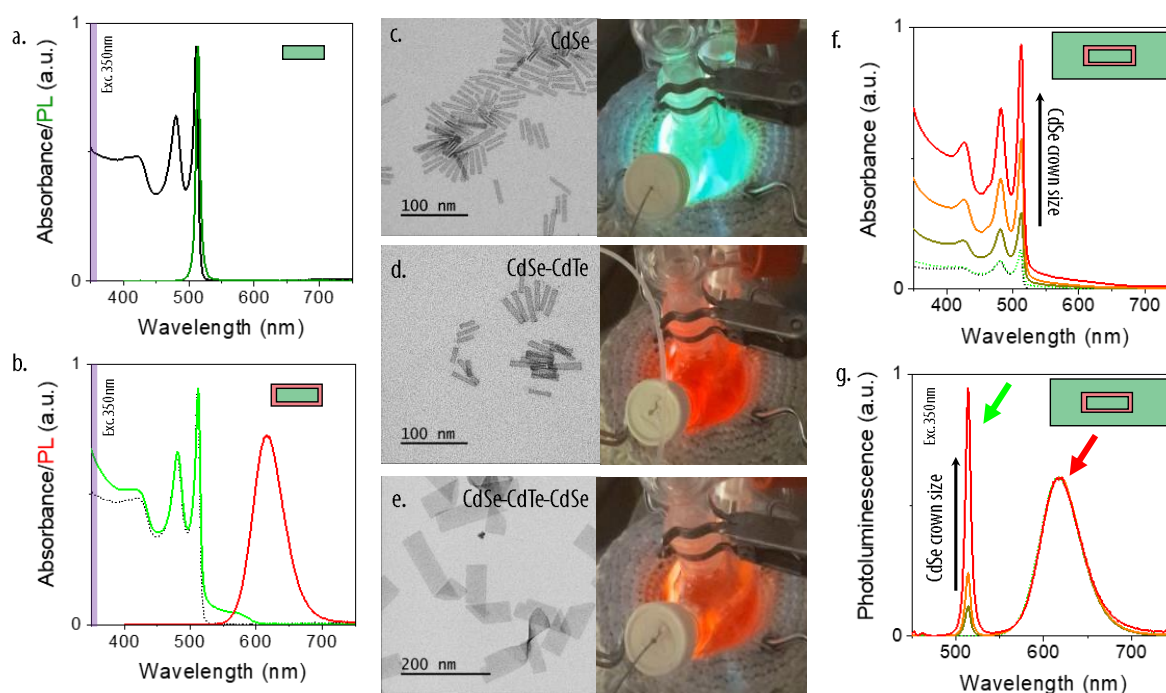 a.
Absorbance/PL (a.u.)
1
0
Exc. 350nm
400 500 600 700
Wavelength (nm)
b.
Absorbance/PL (a.u.)
1
0
Exc. 350nm
400 500 600 700
Wavelength (nm)
c.
CdSe
100 nm
d.
CdSe-CdTe
100 nm
e.
CdSe-CdTe-CdSe
200 nm
f.
Absorbance (a.u.)
1
0
CdSe crown size
400 500 600 700
Wavelength (nm)
g.
Photoluminescence
1
0
Exc. 350nm
CdSe crown size
500 600 700
Wavelength (nm)